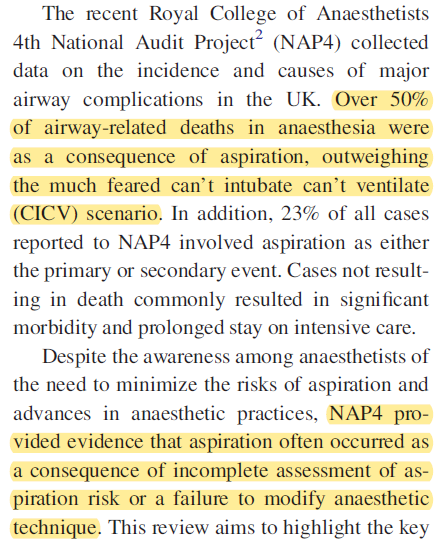 The recent Royal College of Anaesthetists
4th National Audit Project2 (NAP4) collected
data on the incidence and causes of major
airway complications in the UK. Over 50%
of airway-related deaths in anaesthesia were
as a consequence of aspiration, outweighing
the much feared can't intubate can't ventilate
(CICV) scenario. In addition, 23% of all cases
reported to NAP4 involved aspiration as either
the primary or secondary event. Cases not result-
ing in death commonly resulted in significant
morbidity and prolonged stay on intensive care.
Despite the awareness among anaesthetists of
the need to minimize the risks of aspiration and
advances in anaesthetic practices, NAP4 pro-
vided evidence that aspiration often occurred as
a consequence of incomplete assessment of as-
piration risk or a failure to modify anaesthetic
technique. This review aims to highlight the key